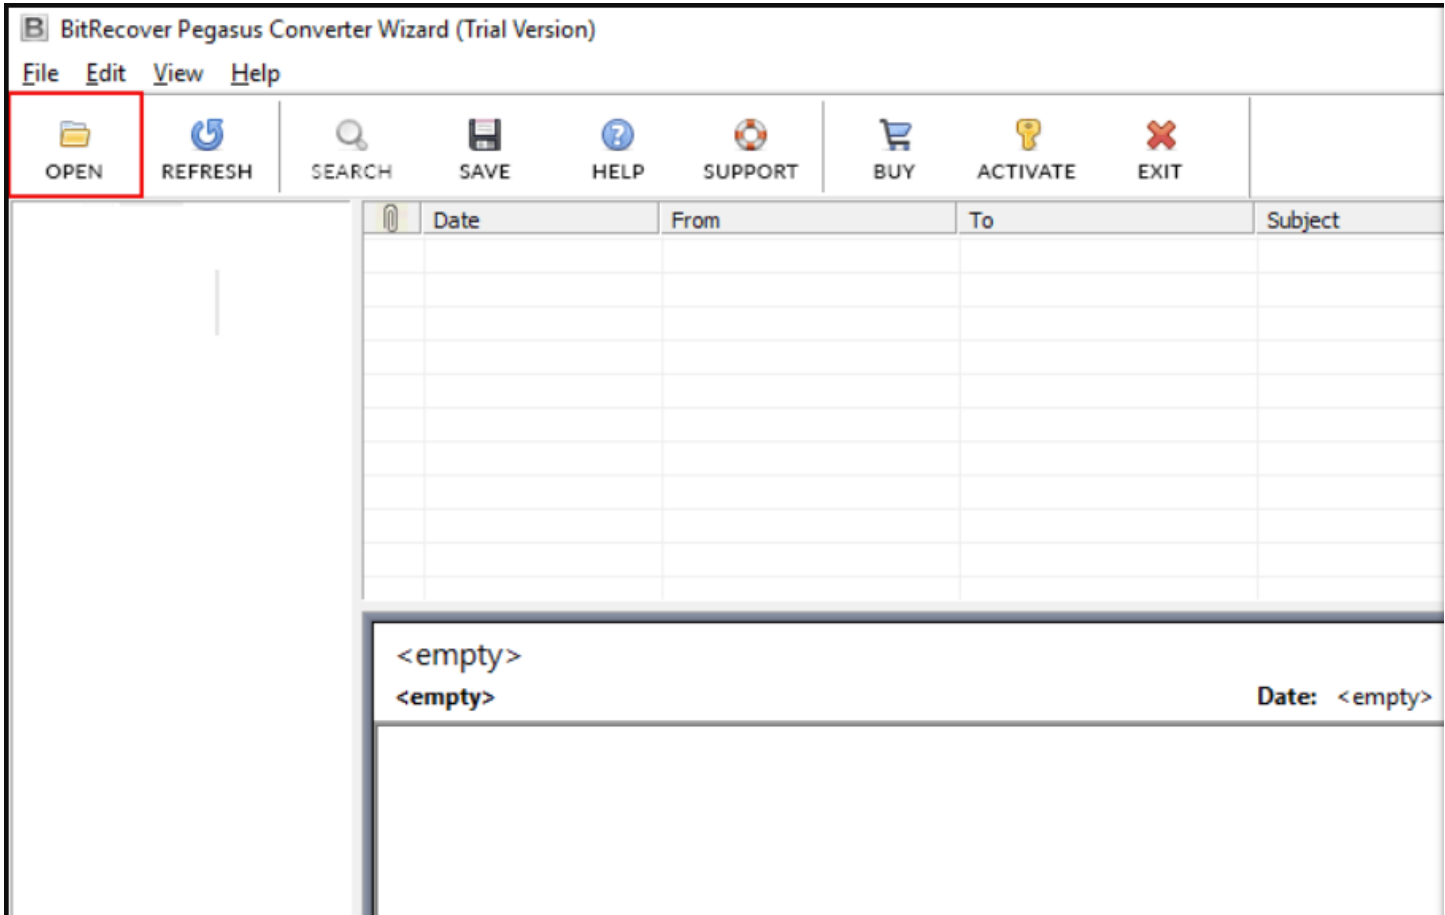 BitRecover Pegasus Converter Wizard (Trial Version)
File Edit View Help
OPEN REFRESH SEARCH SAVE HELP SUPPORT BUY ACTIVATE EXIT
Date From To Subject
<empty>
<empty> Date: <empty>